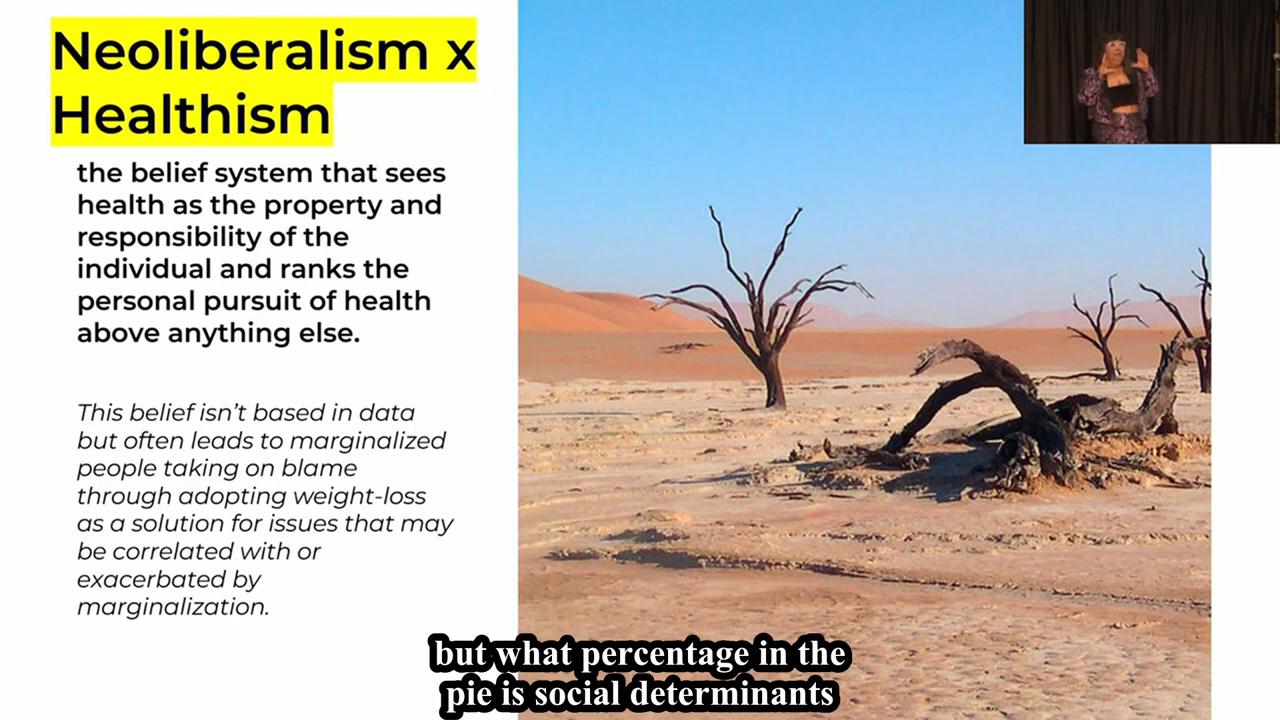 Neoliberalism x
Healthism
the belief system that sees
health as the property and
responsibility of the
individual and ranks the
personal pursuit of health
above anything else.
This belief isn’t based in data
but often leads to marginalized
people taking on blame
through adopting weight-loss
as a solution for issues that may
be correlated with or
exacerbated by
marginalization.
but what percentage in the
pie is social determinants